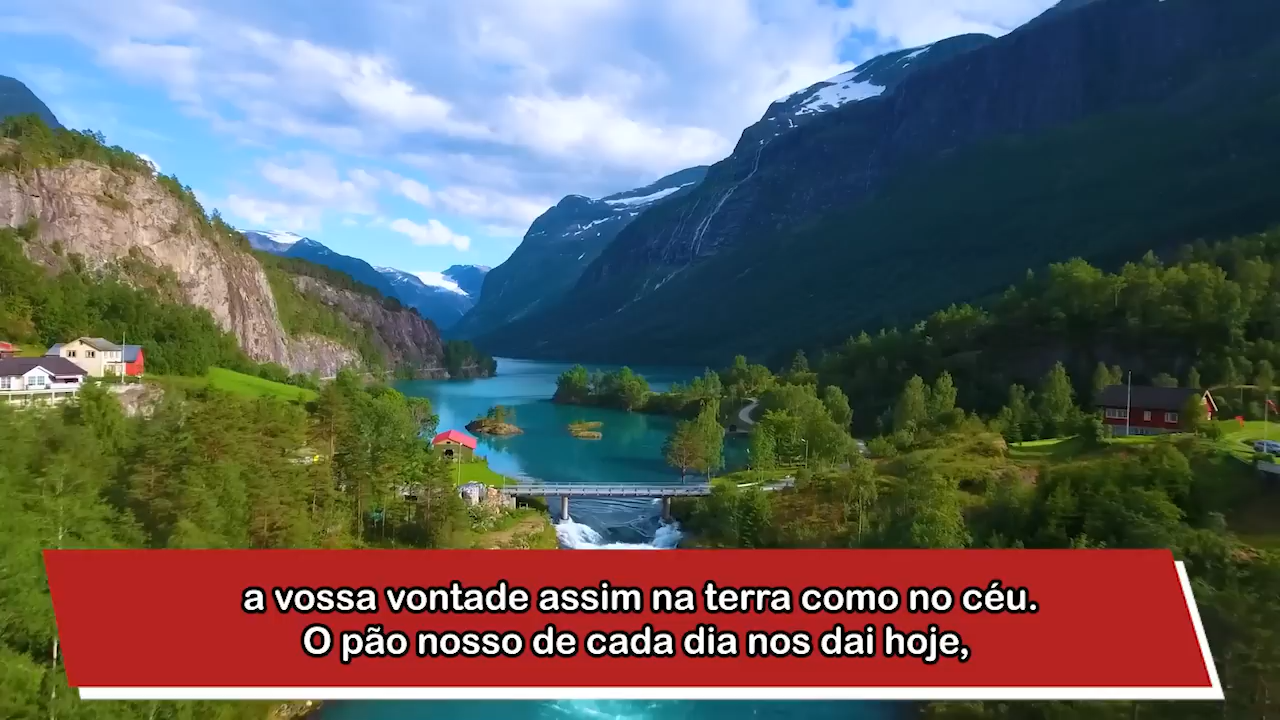 a vossa vontade assim na terra como no céu.
O pão nosso de cada dia nos dai hoje,